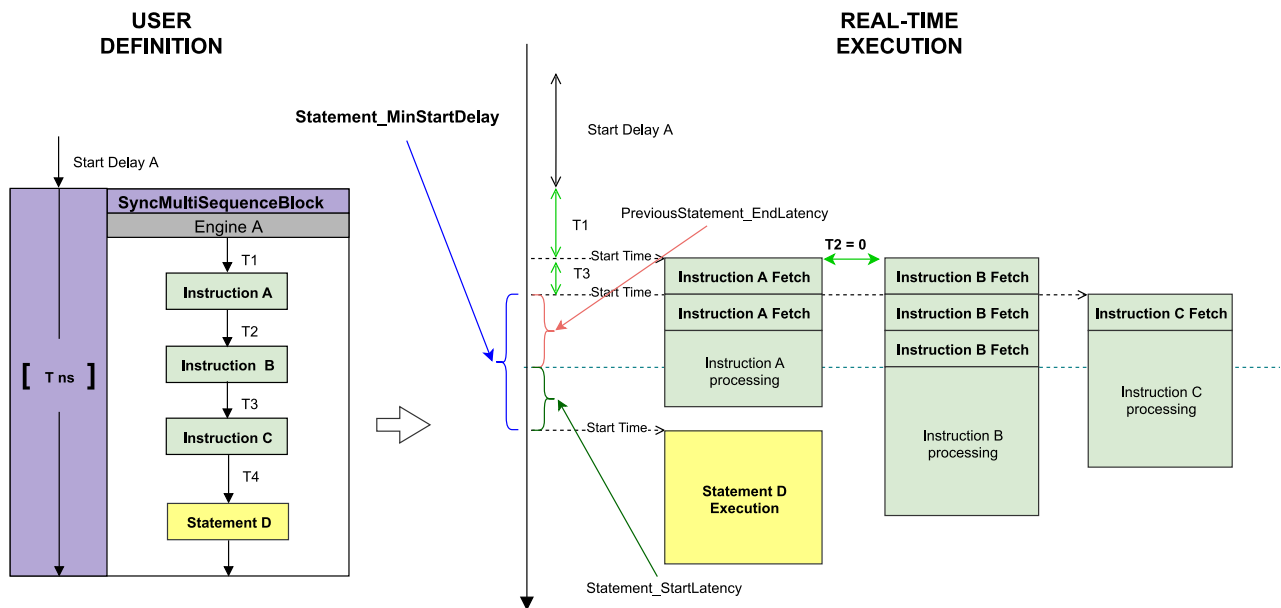 USER
DEFINITION
Start Delay A
SyncMultiSequenceBlock
Engine A
T1
Instruction A
T2
Instruction B
T3
Instruction C
T4
Statement D
[ T ns ]
REAL-TIME
EXECUTION
Statement_MinStartDelay
Start Delay A
PreviousStatement_EndLatency
T1
T2 = 0
Start Time
T3
Start Time
Instruction A Fetch
Instruction B Fetch
Instruction A Fetch
Instruction B Fetch
Instruction C Fetch
Instruction B Fetch
Instruction A
processing
Instruction C
processing
Start Time
Instruction B
processing
Statement D
Execution
Statement_StartLatency